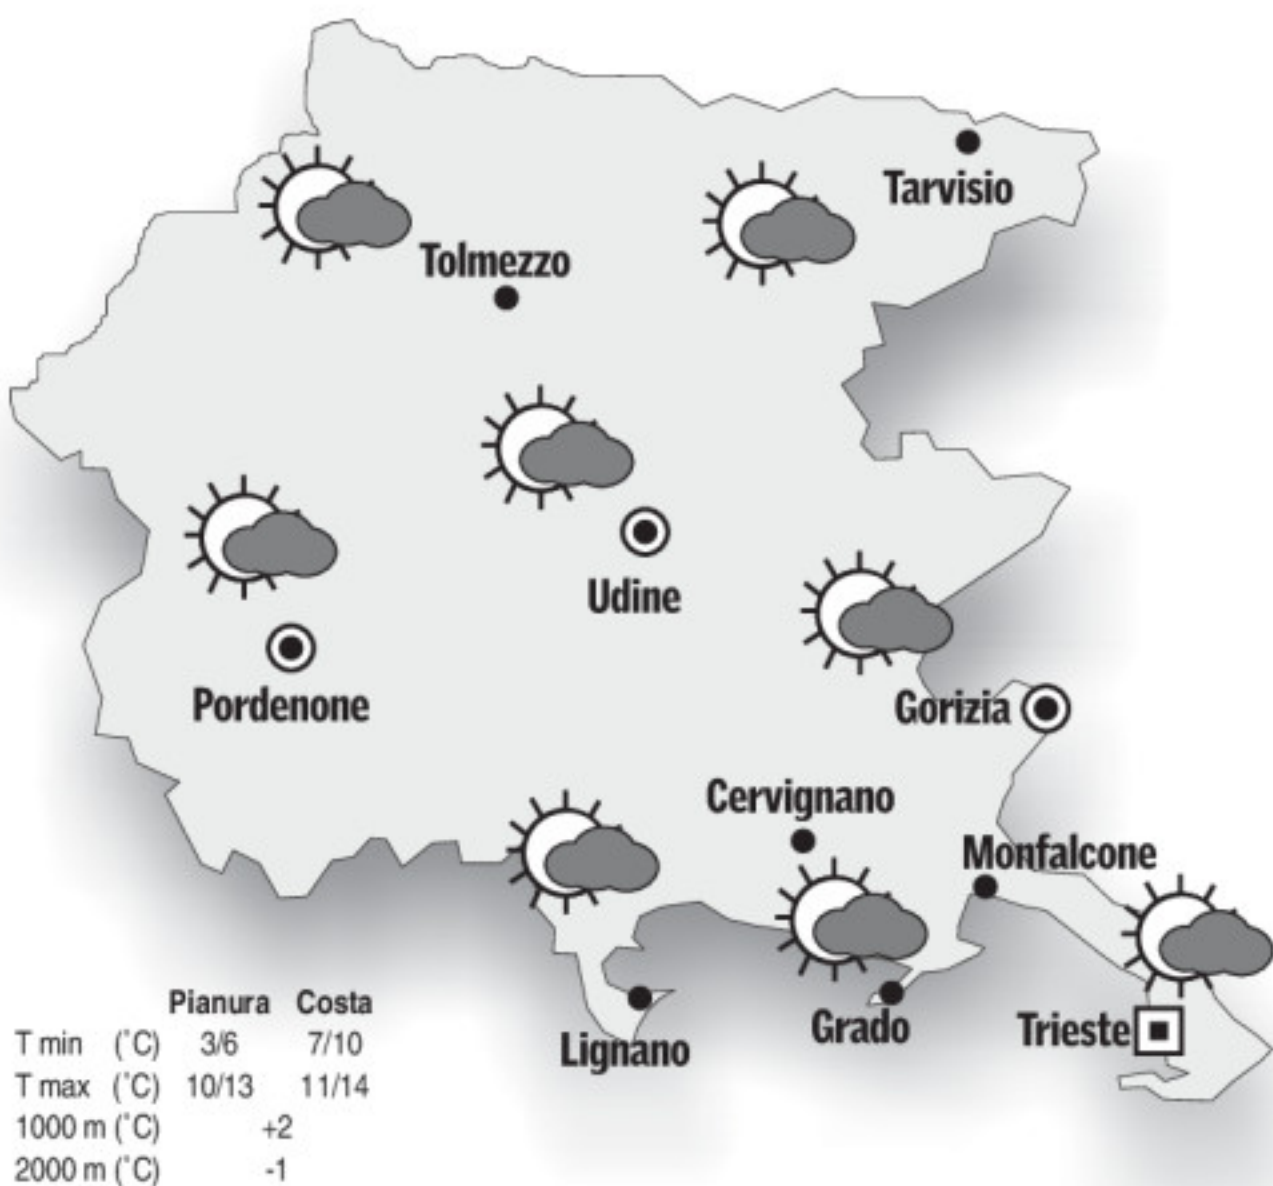 Tarvisio
Tolmezzo
Udine
Pordenone
Gorizia
Cervignano
Monfalcone
Grado
Trieste
Lignano
Pianura Costa
T min (°C) 3/6 7/10
T max (°C) 10/13 11/14
1000 m (°C) +2
2000 m (°C) -1